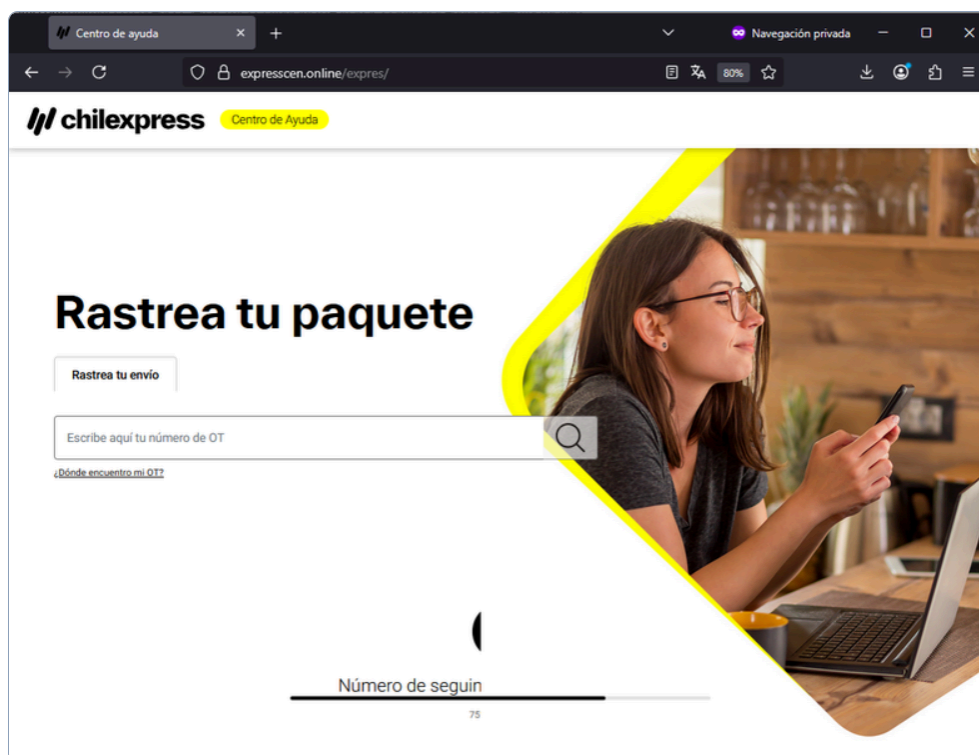 Centro de ayuda
Navegación privada
expresscen.online/expres/
80%
chilexpress Centro de Ayuda
Rastrea tu paquete
Rastrea tu envío
Escribe aquí tu número de OT
¿Dónde encuentro mi OT?
Número de seguin
75